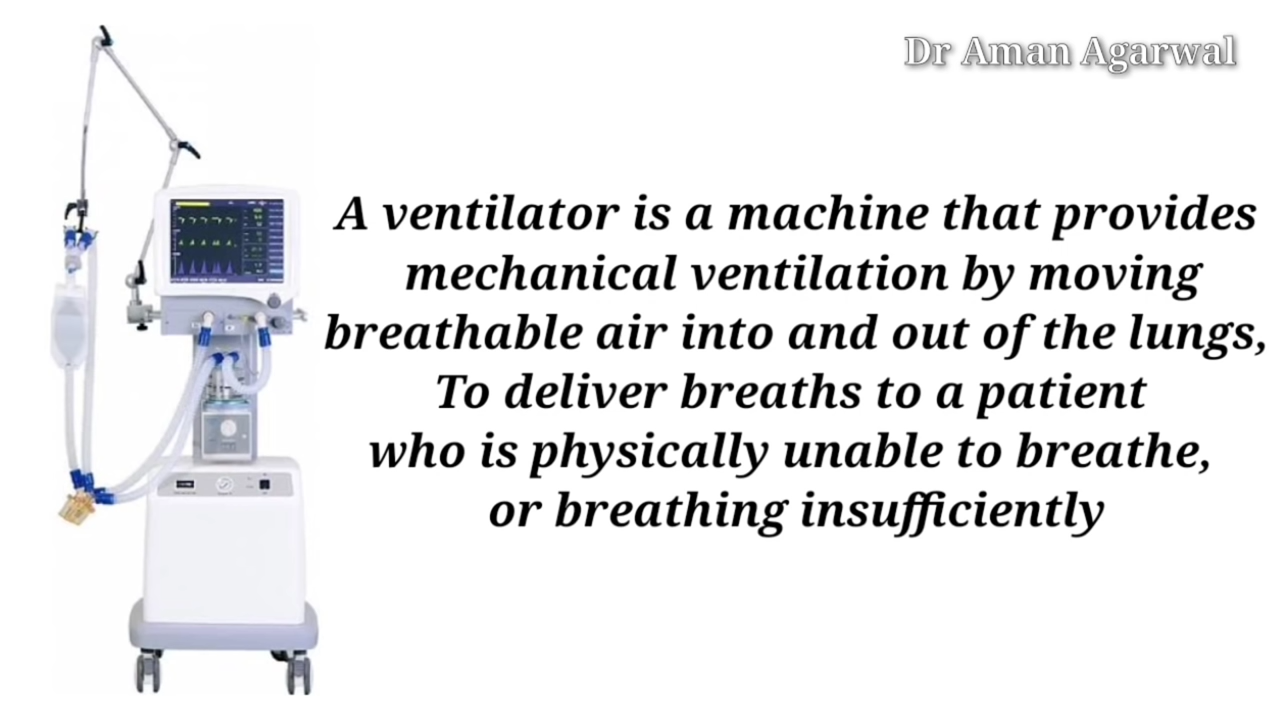 Dr Aman Agarwal
A ventilator is a machine that provides
mechanical ventilation by moving
breathable air into and out of the lungs,
To deliver breaths to a patient
who is physically unable to breathe,
or breathing insufficiently